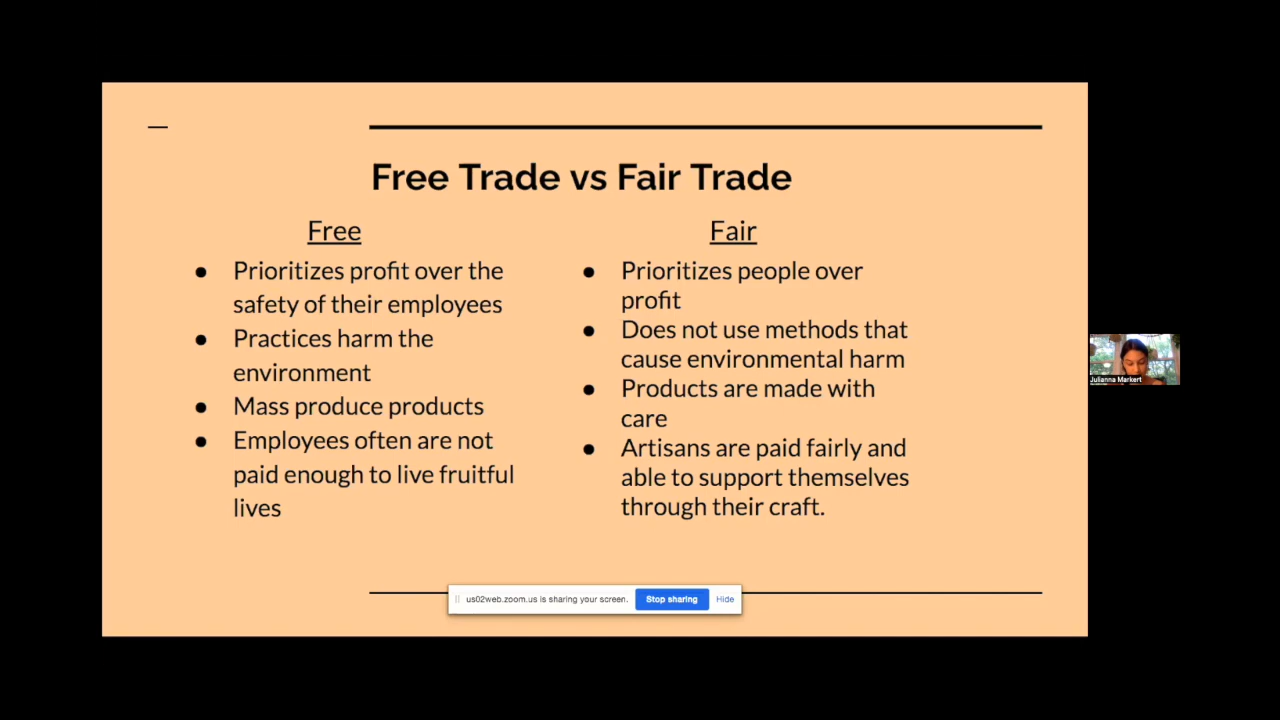 Free Trade vs Fair Trade
Free
Prioritizes profit over the
safety of their employees
Practices harm the
environment
Mass produce products
Employees often are not
paid enough to live fruitful
lives
Fair
Prioritizes people over
profit
Does not use methods that
cause environmental harm
Products are made with
care
Artisans are paid fairly and
able to support themselves
through their craft.
us02web.zoom.us is sharing your screen. Stop sharing Hide
Julianna Markert